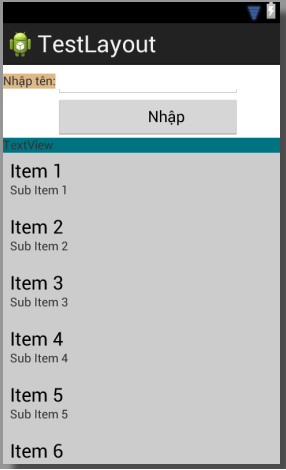 TestLayout
Nhập tên:
Nhập
TextView
Item 1
Sub Item 1
Item 2
Sub Item 2
Item 3
Sub Item 3
Item 4
Sub Item 4
Item 5
Sub Item 5
Item 6